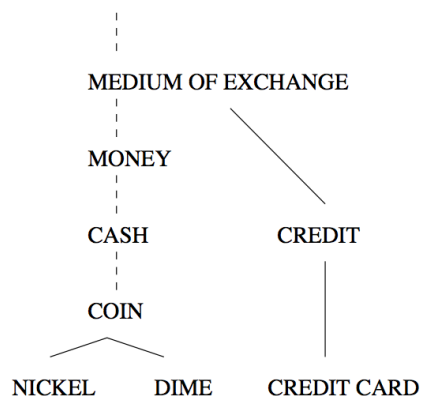 MEDIUM OF EXCHANGE
MONEY
CASH CREDIT
COIN
NICKEL DIME CREDIT CARD